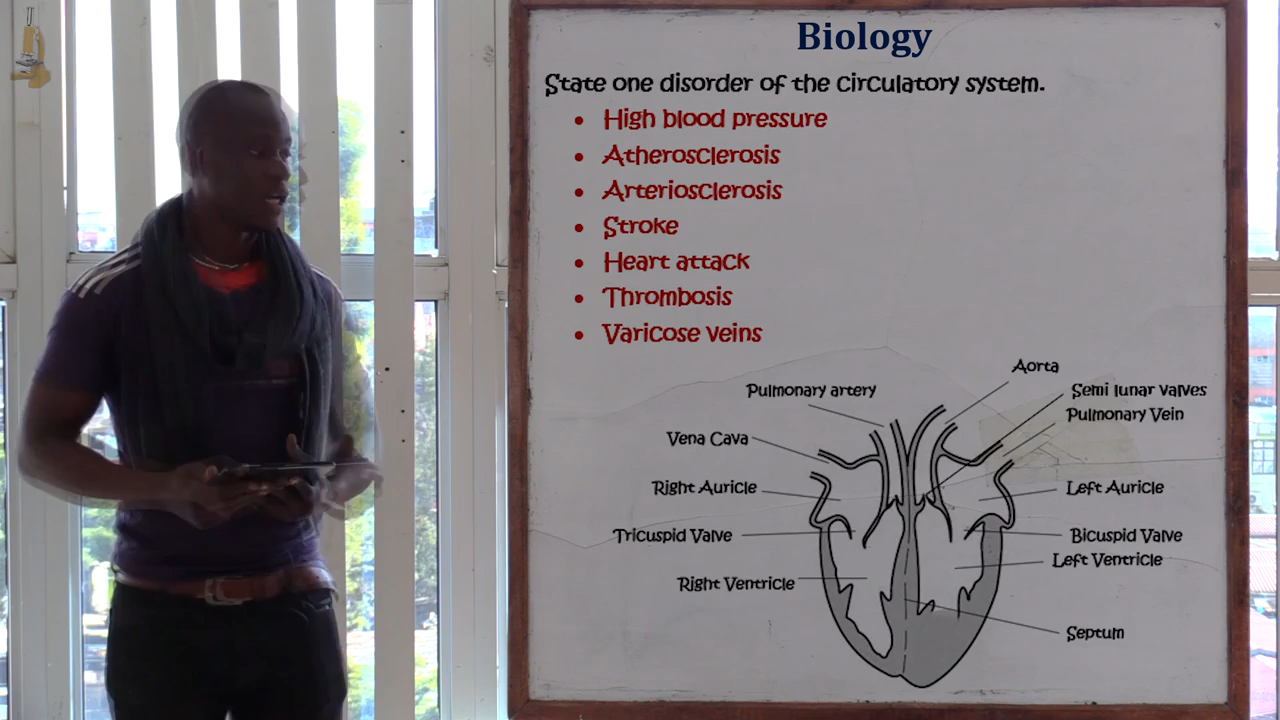 Biology
State one disorder of the circulatory system.
• High blood pressure
• Atherosclerosis
• Arteriosclerosis
• Stroke
• Heart attack
• Thrombosis
• Varicose veins
Aorta
Pulmonary artery
Semi lunar valves
Pulmonary Vein
Vena Cava
Right Auricle
Left Auricle
Tricuspid Valve
Bicuspid Valve
Left Ventricle
Right Ventricle
Septum